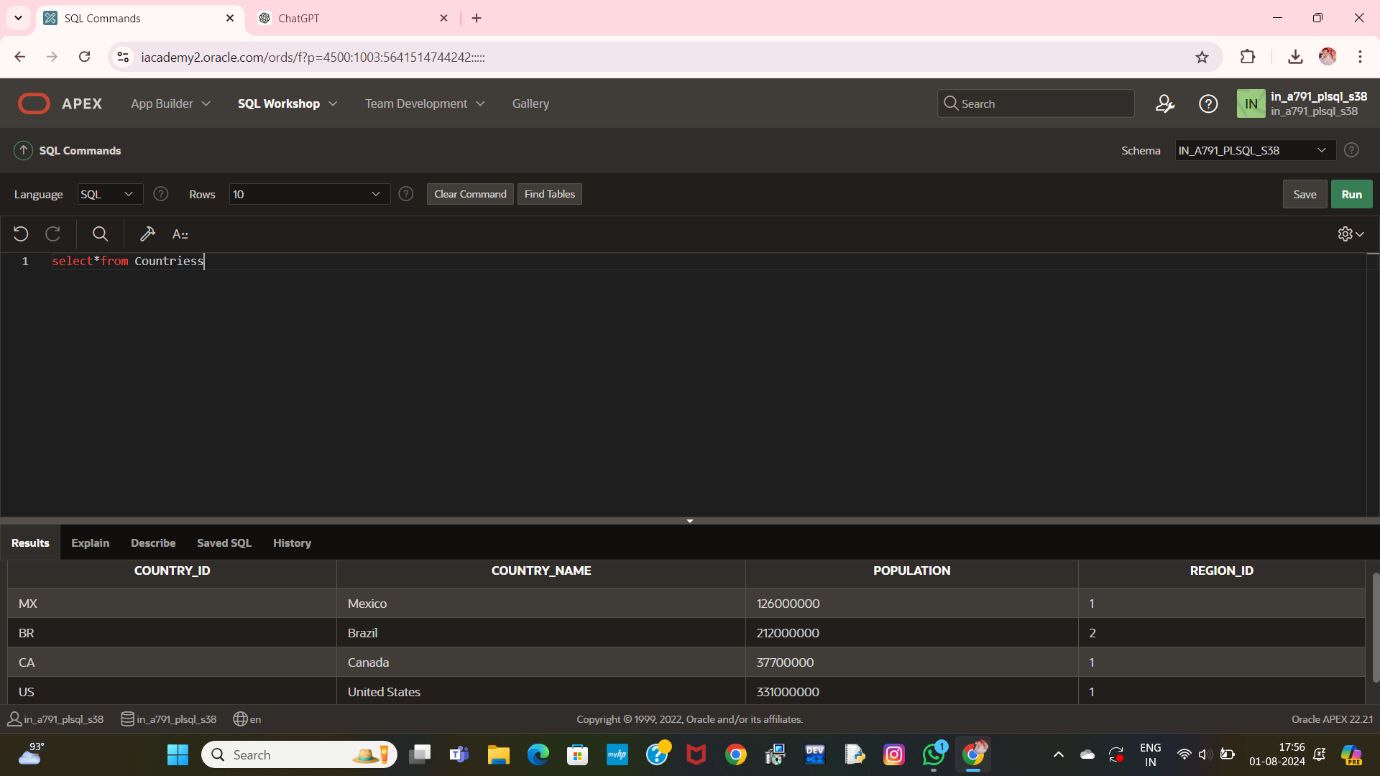 SQL Commands
ChatGPT
iacademy2.oracle.com/ords/f?p=4500:1003:5641514744242:::::
APEX App Builder SQL Workshop Team Development Gallery Search IN in_a791_plsql_s38
in_a791_plsql_s38
SQL Commands Schema IN_A791_PLSQL_S38
Language SQL Rows 10 Clear Command Find Tables Save Run
1 select*from Countriess
Results Explain Describe Saved SQL History
COUNTRY_ID COUNTRY_NAME POPULATION REGION_ID
MX Mexico 126000000 1
BR Brazil 212000000 2
CA Canada 37700000 1
US United States 331000000 1
in_a791_plsql_s38 in_a791_plsql_s38 en Copyright © 1999, 2022, Oracle and/or its affiliates. Oracle APEX 22.2.1
93° Search myhp DEV 1 ENG 17:56 PRE
IN 01-08-2024